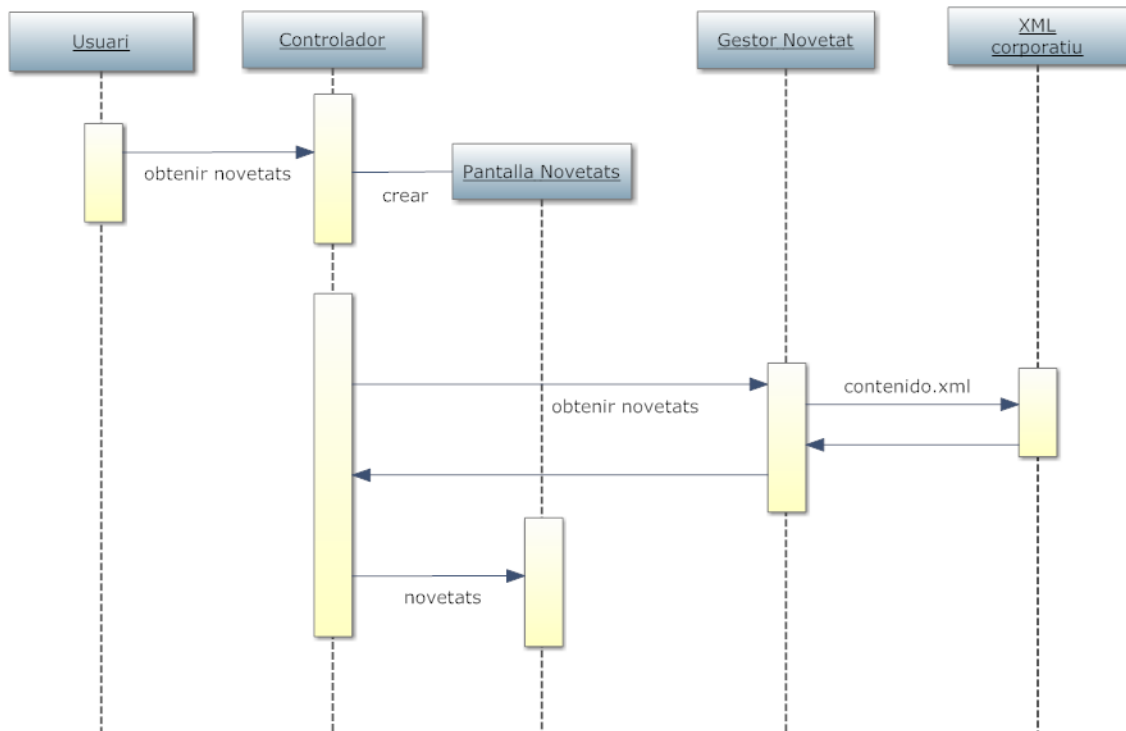 Usuari
Controlador
Gestor Novetat
XML
corporatiu
obtenir novetats
Pantalla Novetats
crear
contenido.xml
obtenir novetats
novetats